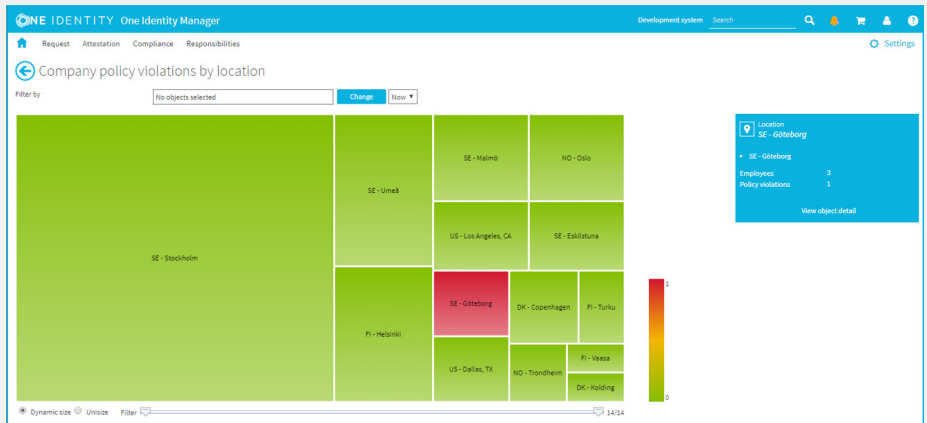 ONE IDENTITY One Identity Manager
Development system Search
Request Attestation Compliance Responsibilities
Settings
Company policy violations by location
Filter by No objects selected Change Now
SE - Stockholm
SE - Umeå
FI - Helsinki
SE - Malmö
NO - Oslo
US - Los Angeles, CA
SE - Eskilstuna
SE - Göteborg
DK - Copenhagen
FI - Turku
US - Dallas, TX
NO - Trondheim
FI - Vaasa
DK - Kolding
1
0
Location
SE - Göteborg
SE - Göteborg
Employees 3
Policy violations 1
View object detail
Dynamic size Unisize Filter 14/14